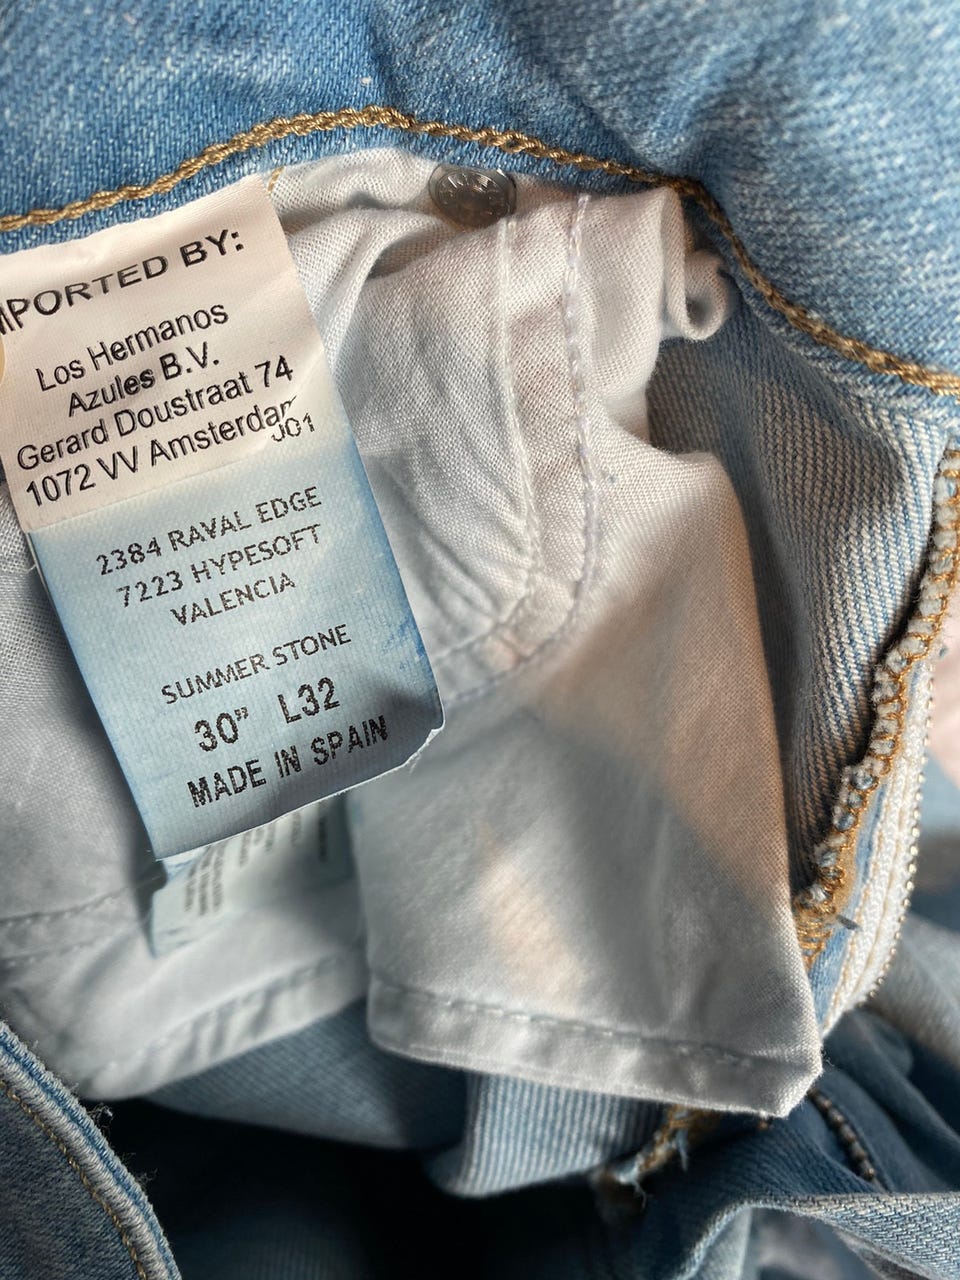 IMPORTED BY:
Los Hermanos
Azules B.V.
Gerard Doustraat 74
1072 VV Amsterdam
J01
2384 RAVAL EDGE
7223 HYPESOFT
VALENCIA
SUMMER STONE
30” L32
MADE IN SPAIN